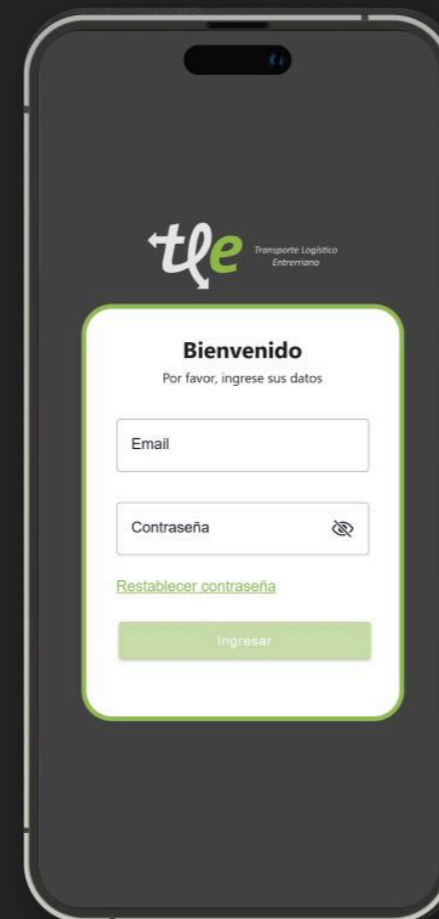 tle
Transporte Logístico
Entrerriano
Bienvenido
Por favor, ingrese sus datos
Email
Contraseña
Restablecer contraseña
Ingresar